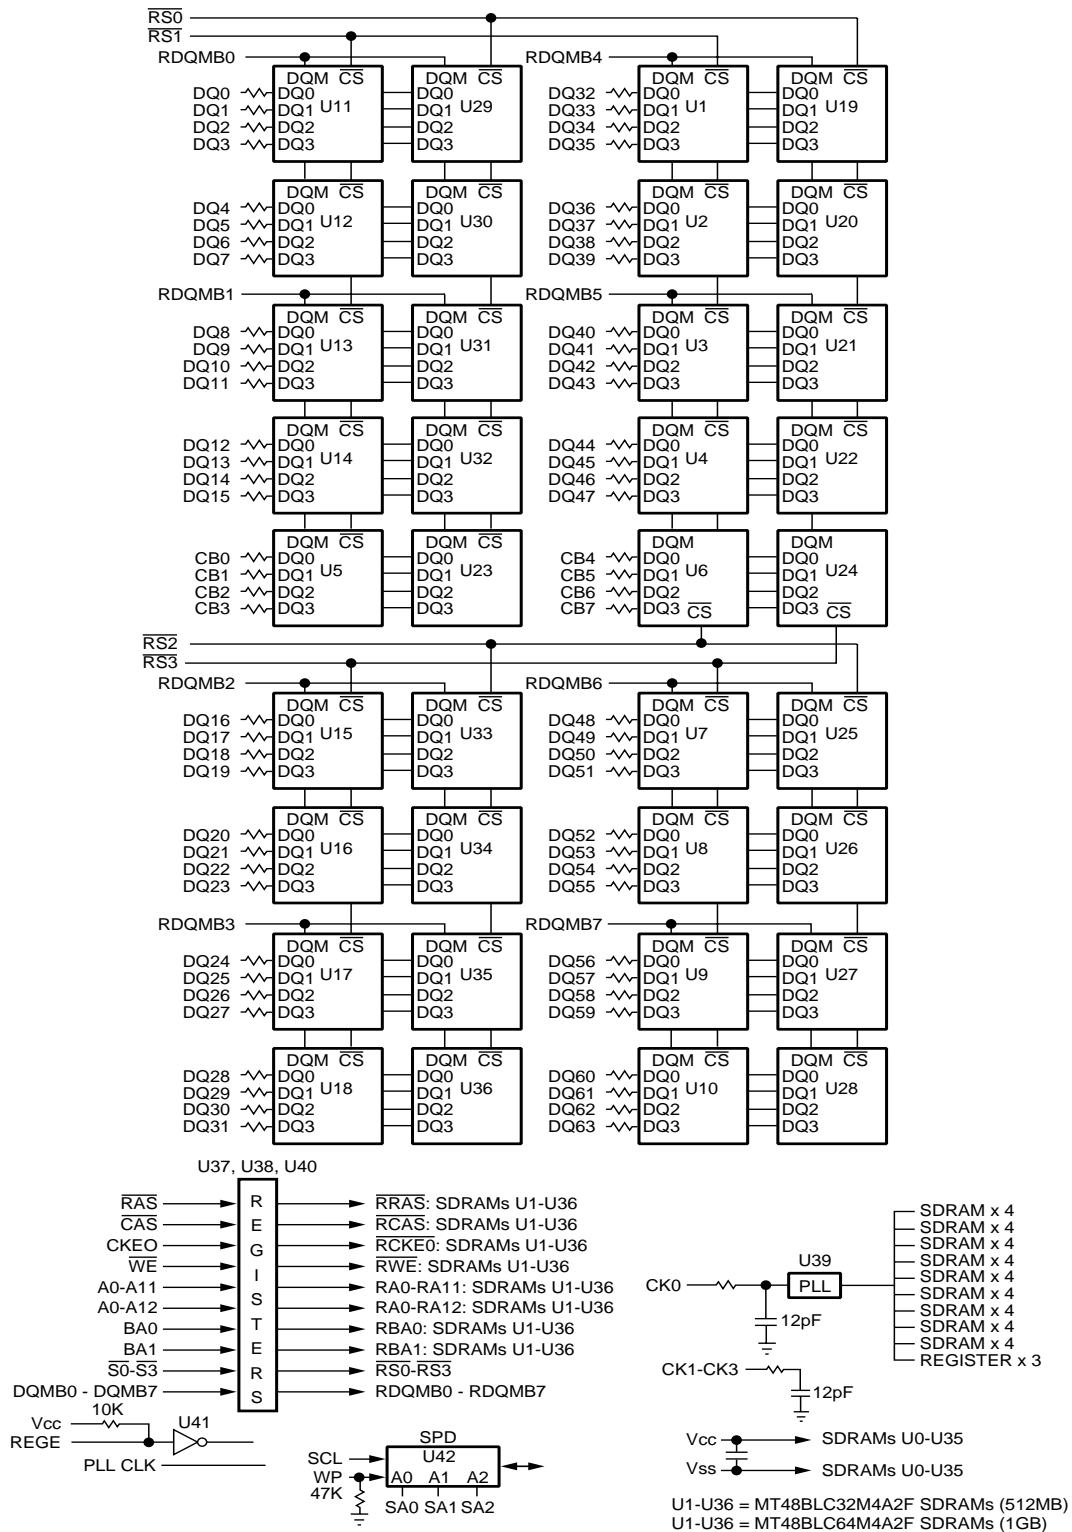 RS0
RS1
RDQMB0 RDQMB4
DQM CS DQM CS DQM CS DQM CS
DQ0 DQ0 U11 DQ0 U29 DQ32 DQ0 U1 DQ0 U19
DQ1 DQ1 DQ1 DQ33 DQ1 DQ1
DQ2 DQ2 DQ2 DQ34 DQ2 DQ2
DQ3 DQ3 DQ3 DQ35 DQ3 DQ3
DQM CS DQM CS DQM CS DQM CS
DQ4 DQ0 DQ0 DQ36 DQ0 DQ0
DQ5 DQ1 U12 DQ1 U30 DQ37 DQ1 U2 DQ1 U20
DQ6 DQ2 DQ2 DQ38 DQ2 DQ2
DQ7 DQ3 DQ3 DQ39 DQ3 DQ3
RDQMB1 RDQMB5
DQM CS DQM CS DQM CS DQM CS
DQ8 DQ0 DQ0 DQ40 DQ0 DQ0
DQ9 DQ1 U13 DQ1 U31 DQ41 DQ1 U3 DQ1 U21
DQ10 DQ2 DQ2 DQ42 DQ2 DQ2
DQ11 DQ3 DQ3 DQ43 DQ3 DQ3
DQM CS DQM CS DQM CS DQM CS
DQ12 DQ0 DQ0 DQ44 DQ0 DQ0
DQ13 DQ1 U14 DQ1 U32 DQ45 DQ1 U4 DQ1 U22
DQ14 DQ2 DQ2 DQ46 DQ2 DQ2
DQ15 DQ3 DQ3 DQ47 DQ3 DQ3
DQM CS DQM CS DQM DQM
CB0 DQ0 DQ0 CB4 DQ0 DQ0
CB1 DQ1 U5 DQ1 U23 CB5 DQ1 U6 DQ1 U24
CB2 DQ2 DQ2 CB6 DQ2 DQ2
CB3 DQ3 DQ3 CB7 DQ3 CS DQ3 CS
RS2
RS3
RDQMB2 RDQMB6
DQM CS DQM CS DQM CS DQM CS
DQ16 DQ0 DQ0 DQ48 DQ0 DQ0
DQ17 DQ1 U15 DQ1 U33 DQ49 DQ1 U7 DQ1 U25
DQ18 DQ2 DQ2 DQ50 DQ2 DQ2
DQ19 DQ3 DQ3 DQ51 DQ3 DQ3
DQM CS DQM CS DQM CS DQM CS
DQ20 DQ0 DQ0 DQ52 DQ0 DQ0
DQ21 DQ1 U16 DQ1 U34 DQ53 DQ1 U8 DQ1 U26
DQ22 DQ2 DQ2 DQ54 DQ2 DQ2
DQ23 DQ3 DQ3 DQ55 DQ3 DQ3
RDQMB3 RDQMB7
DQM CS DQM CS DQM CS DQM CS
DQ24 DQ0 DQ0 DQ56 DQ0 DQ0
DQ25 DQ1 U17 DQ1 U35 DQ57 DQ1 U9 DQ1 U27
DQ26 DQ2 DQ2 DQ58 DQ2 DQ2
DQ27 DQ3 DQ3 DQ59 DQ3 DQ3
DQM CS DQM CS DQM CS DQM CS
DQ28 DQ0 DQ0 DQ60 DQ0 DQ0
DQ29 DQ1 U18 DQ1 U36 DQ61 DQ1 U10 DQ1 U28
DQ30 DQ2 DQ2 DQ62 DQ2 DQ2
DQ31 DQ3 DQ3 DQ63 DQ3 DQ3
U37, U38, U40
REGISTERS
RAS RRAS: SDRAMs U1-U36
CAS RCAS: SDRAMs U1-U36
CKEO RCKE0: SDRAMs U1-U36
WE RWE: SDRAMs U1-U36
A0-A11 RA0-RA11: SDRAMs U1-U36
A0-A12 RA0-RA12: SDRAMs U1-U36
BA0 RBA0: SDRAMs U1-U36
BA1 RBA1: SDRAMs U1-U36
S0-S3 RS0-RS3
DQMB0 - DQMB7 RDQMB0 - RDQMB7
SDRAM x 4
SDRAM x 4
SDRAM x 4
SDRAM x 4
SDRAM x 4
SDRAM x 4
SDRAM x 4
SDRAM x 4
SDRAM x 4
REGISTER x 3
U39
CK0 PLL
12pF
CK1-CK3
12pF
10K
Vcc U41
REGE
PLL CLK
SPD
SCL U42
WP A0 A1 A2
47K
SA0 SA1 SA2
Vcc SDRAMs U0-U35
Vss SDRAMs U0-U35
U1-U36 = MT48BLC32M4A2F SDRAMs (512MB)
U1-U36 = MT48BLC64M4A2F SDRAMs (1GB)